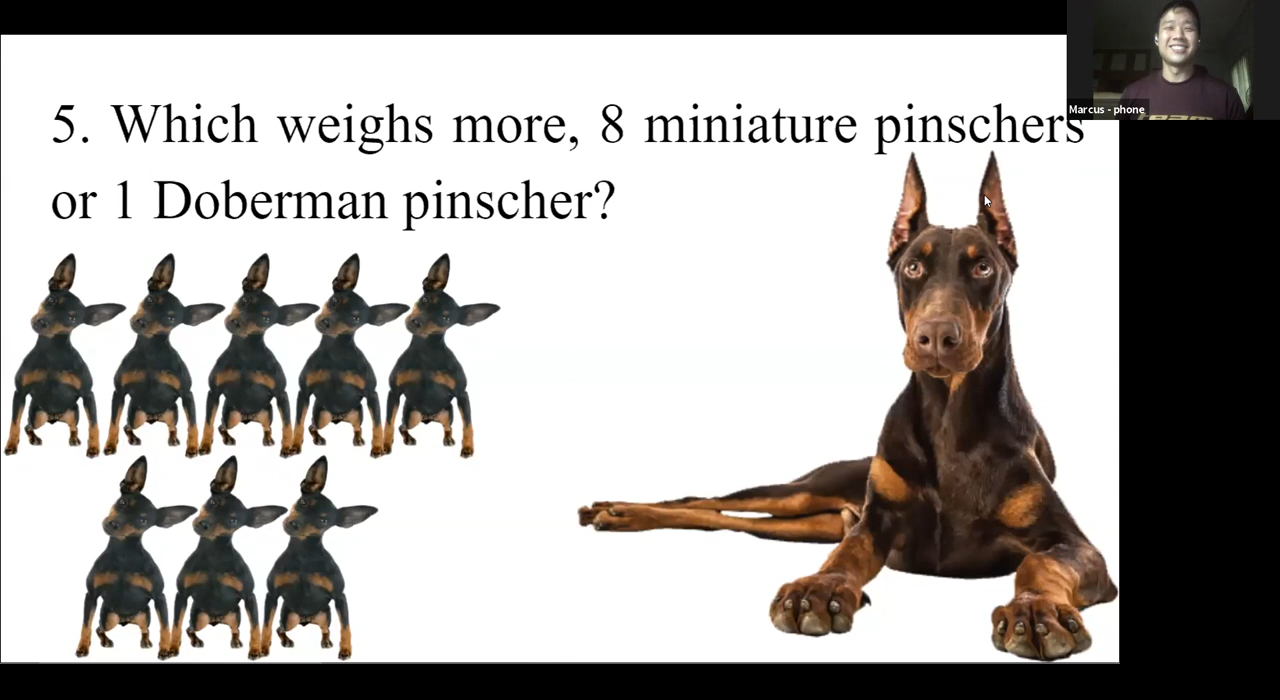 5. Which weighs more, 8 miniature pinschers
or 1 Doberman pinscher?
Marcus - phone